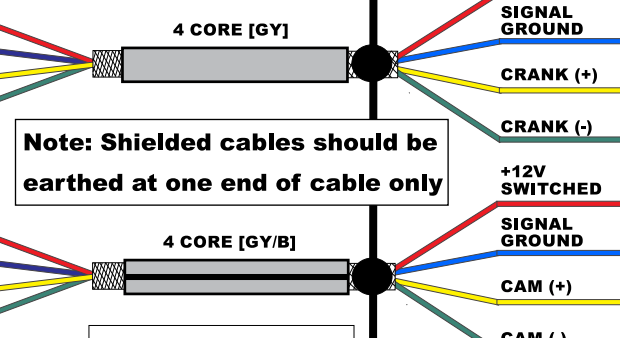 SIGNAL
GROUND
4 CORE [GY]
CRANK (+)
CRANK (-)
Note: Shielded cables should be
earthed at one end of cable only
+12V
SWITCHED
SIGNAL
GROUND
4 CORE [GY/B]
CAM (+)
CAM (-)